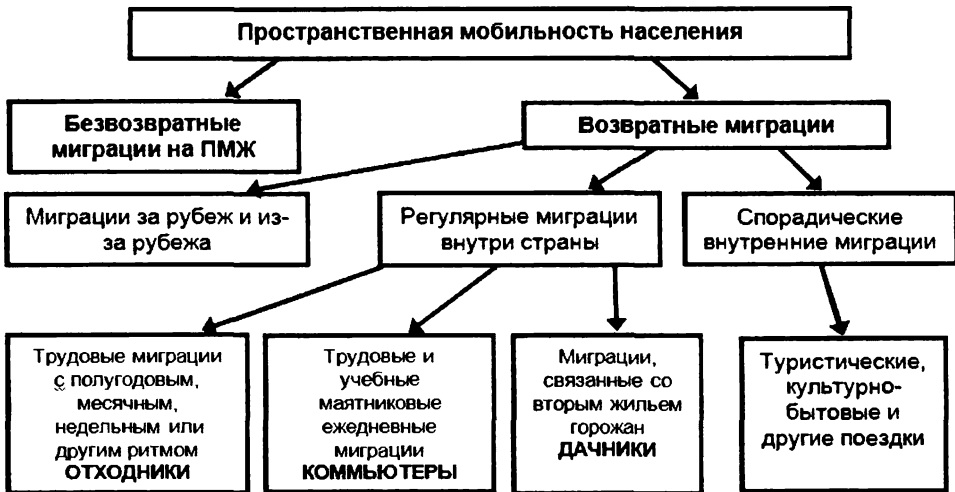 Пространственная мобильность населения
Безвозвратные
миграции на ПМЖ
Возвратные миграции
Миграции за рубеж и из-
за рубежа
Регулярные миграции
внутри страны
Спорадические
внутренние миграции
Трудовые миграции
с полугодовым,
месячным,
недельным или
другим ритмом
ОТХОДНИКИ
Трудовые и
учебные
маятниковые
ежедневные
миграции
КОММЬЮТЕРЫ
Миграции,
связанные со
вторым жильем
горожан
ДАЧНИКИ
Туристические,
культурно-
бытовые и
другие поездки